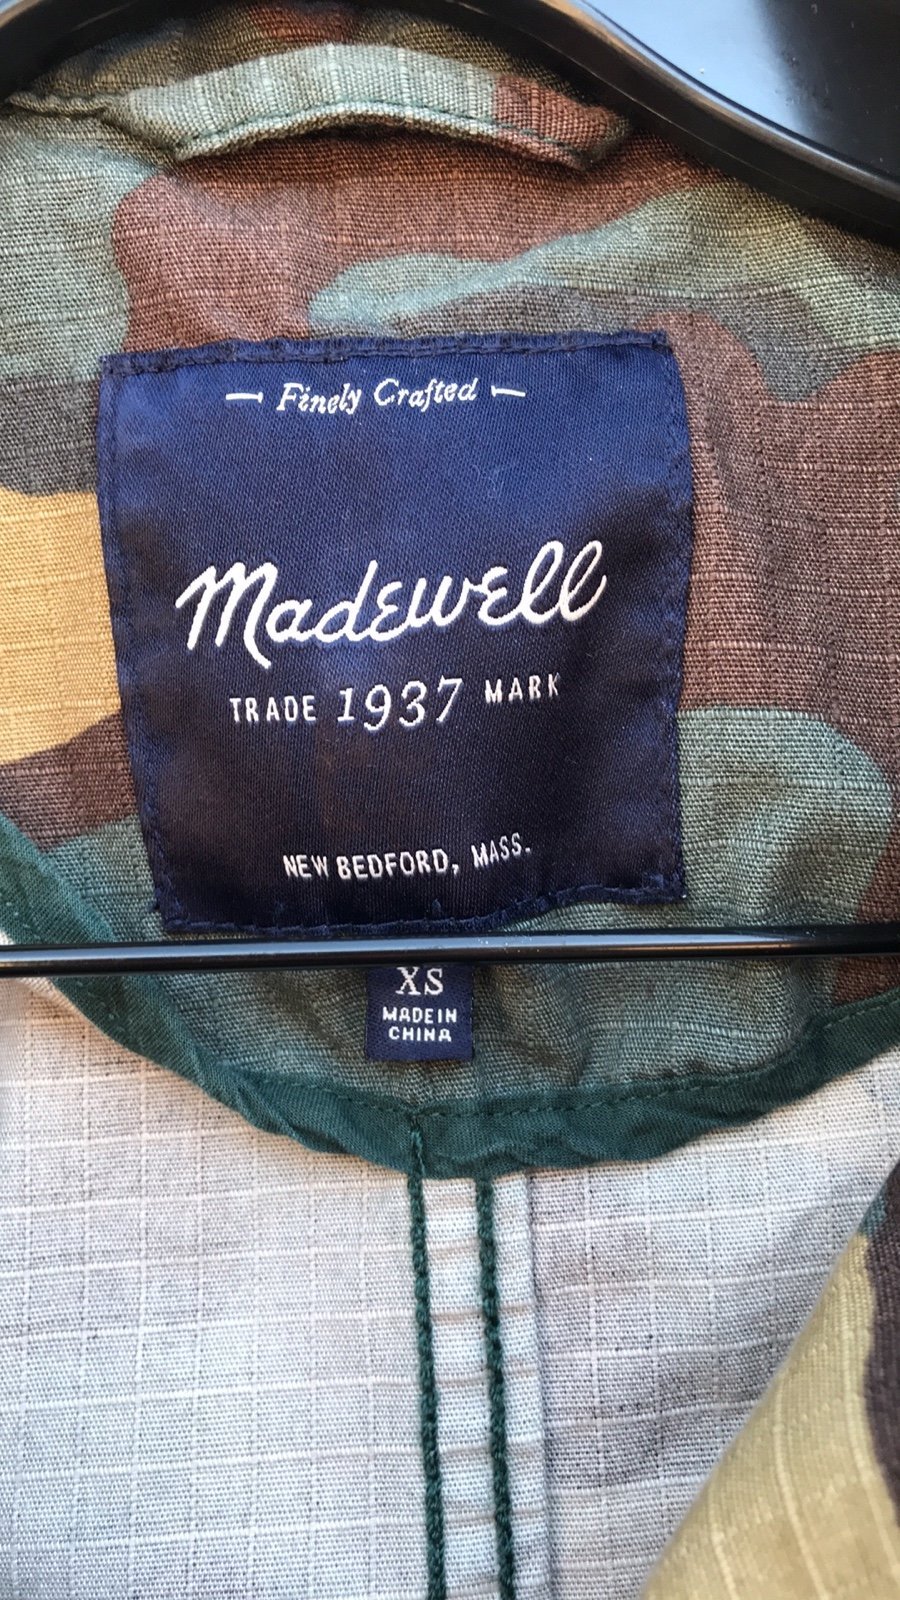 Finely Crafted
Madewell
TRADE 1937 MARK
NEW BEDFORD, MASS.
XS
MADE IN
CHINA